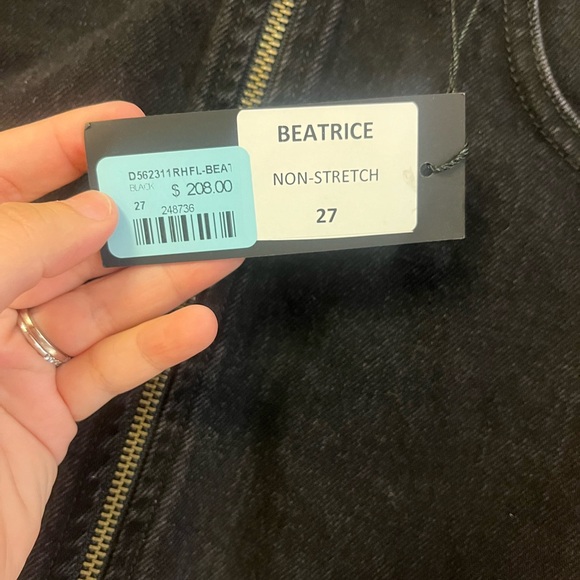 BEATRICE
NON-STRETCH
27
D562311RHFL-BEAT
BLACK
$ 208.00
27
248736